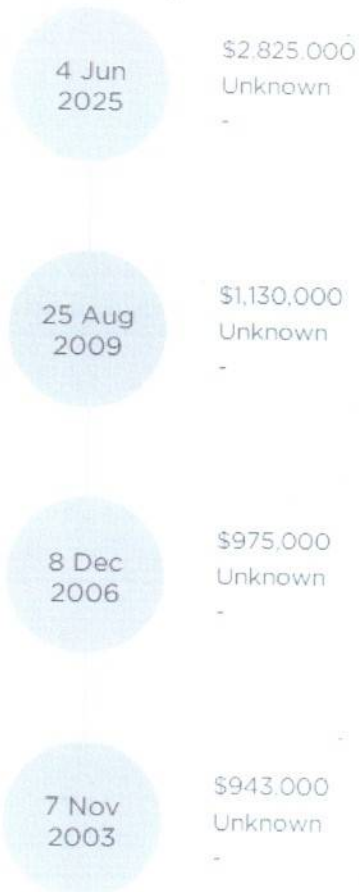 4 Jun
2025
$2,825,000
Unknown
-
25 Aug
2009
$1,130,000
Unknown
-
8 Dec
2006
$975,000
Unknown
-
7 Nov
2003
$943,000
Unknown
-